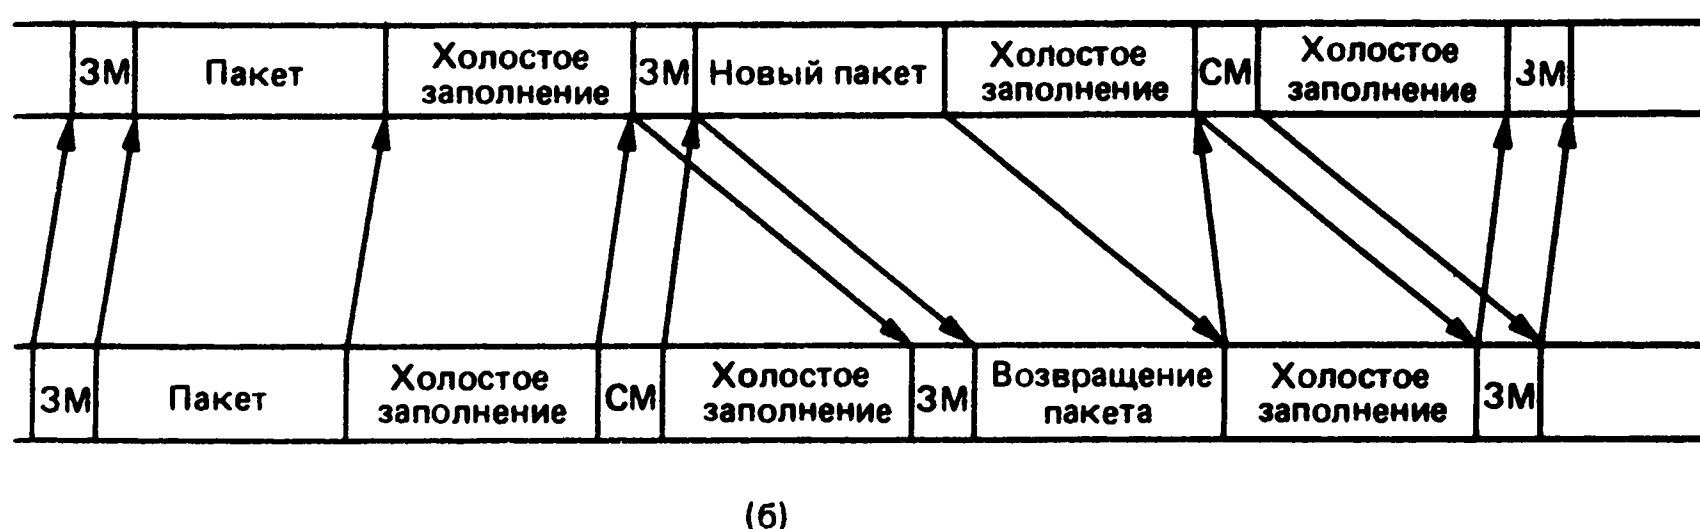 ЗМ
Пакет
Холостое
заполнение
ЗМ
Новый пакет
Холостое
заполнение
СМ
Холостое
заполнение
ЗМ
ЗМ
Пакет
Холостое
заполнение
СМ
Холостое
заполнение
ЗМ
Возвращение
пакета
Холостое
заполнение
ЗМ
(б)